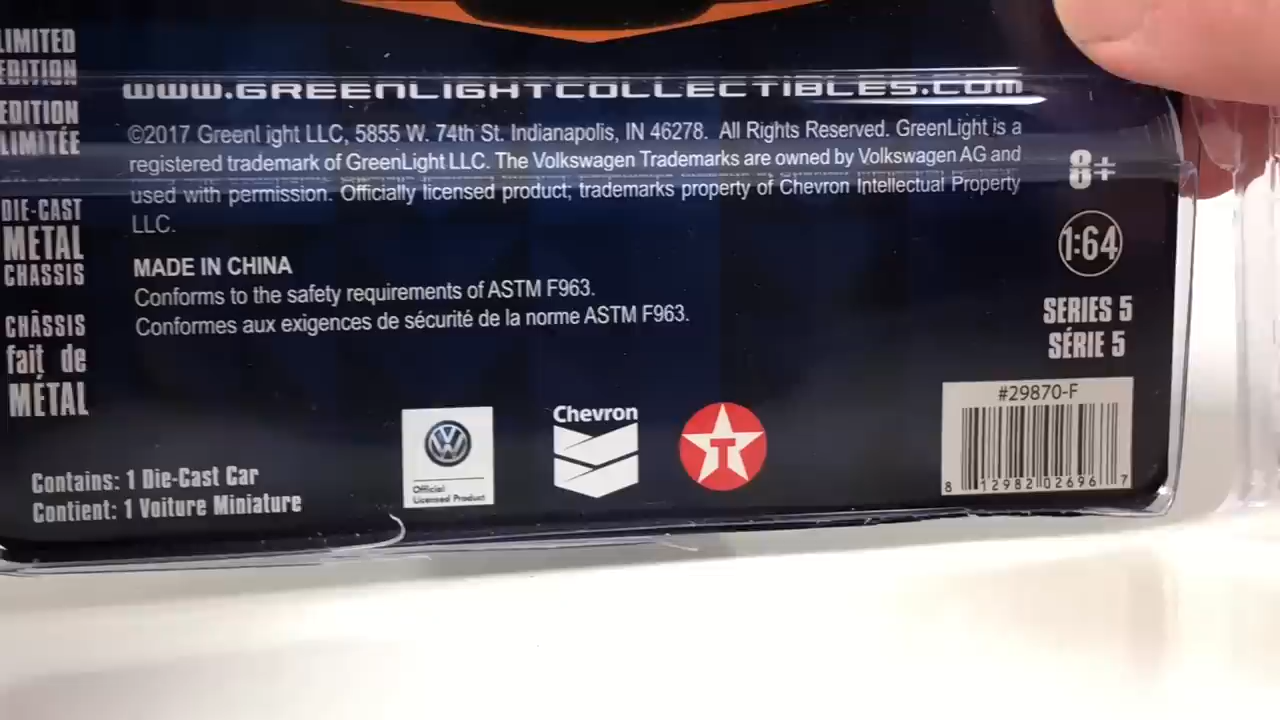 LIMITED
EDITION
EDITION
LIMITÉE
DIE-CAST
METAL
CHASSIS
CHÂSSIS
fait de
MÉTAL
Contains: 1 Die-Cast Car
Contient: 1 Voiture Miniature
www.GREENLIGHTCOLLECTIBLES.com
©2017 GreenLight LLC, 5855 W. 74th St. Indianapolis, IN 46278. All Rights Reserved. GreenLight is a
registered trademark of GreenLight LLC. The Volkswagen Trademarks are owned by Volkswagen AG and
used with permission. Officially licensed product; trademarks property of Chevron Intellectual Property
LLC.
MADE IN CHINA
Conforms to the safety requirements of ASTM F963.
Conformes aux exigences de sécurité de la norme ASTM F963.
Official
Licensed Product
Chevron
T
8+
1:64
SERIES 5
SÉRIE 5
#29870-F
8 12982 02696 7